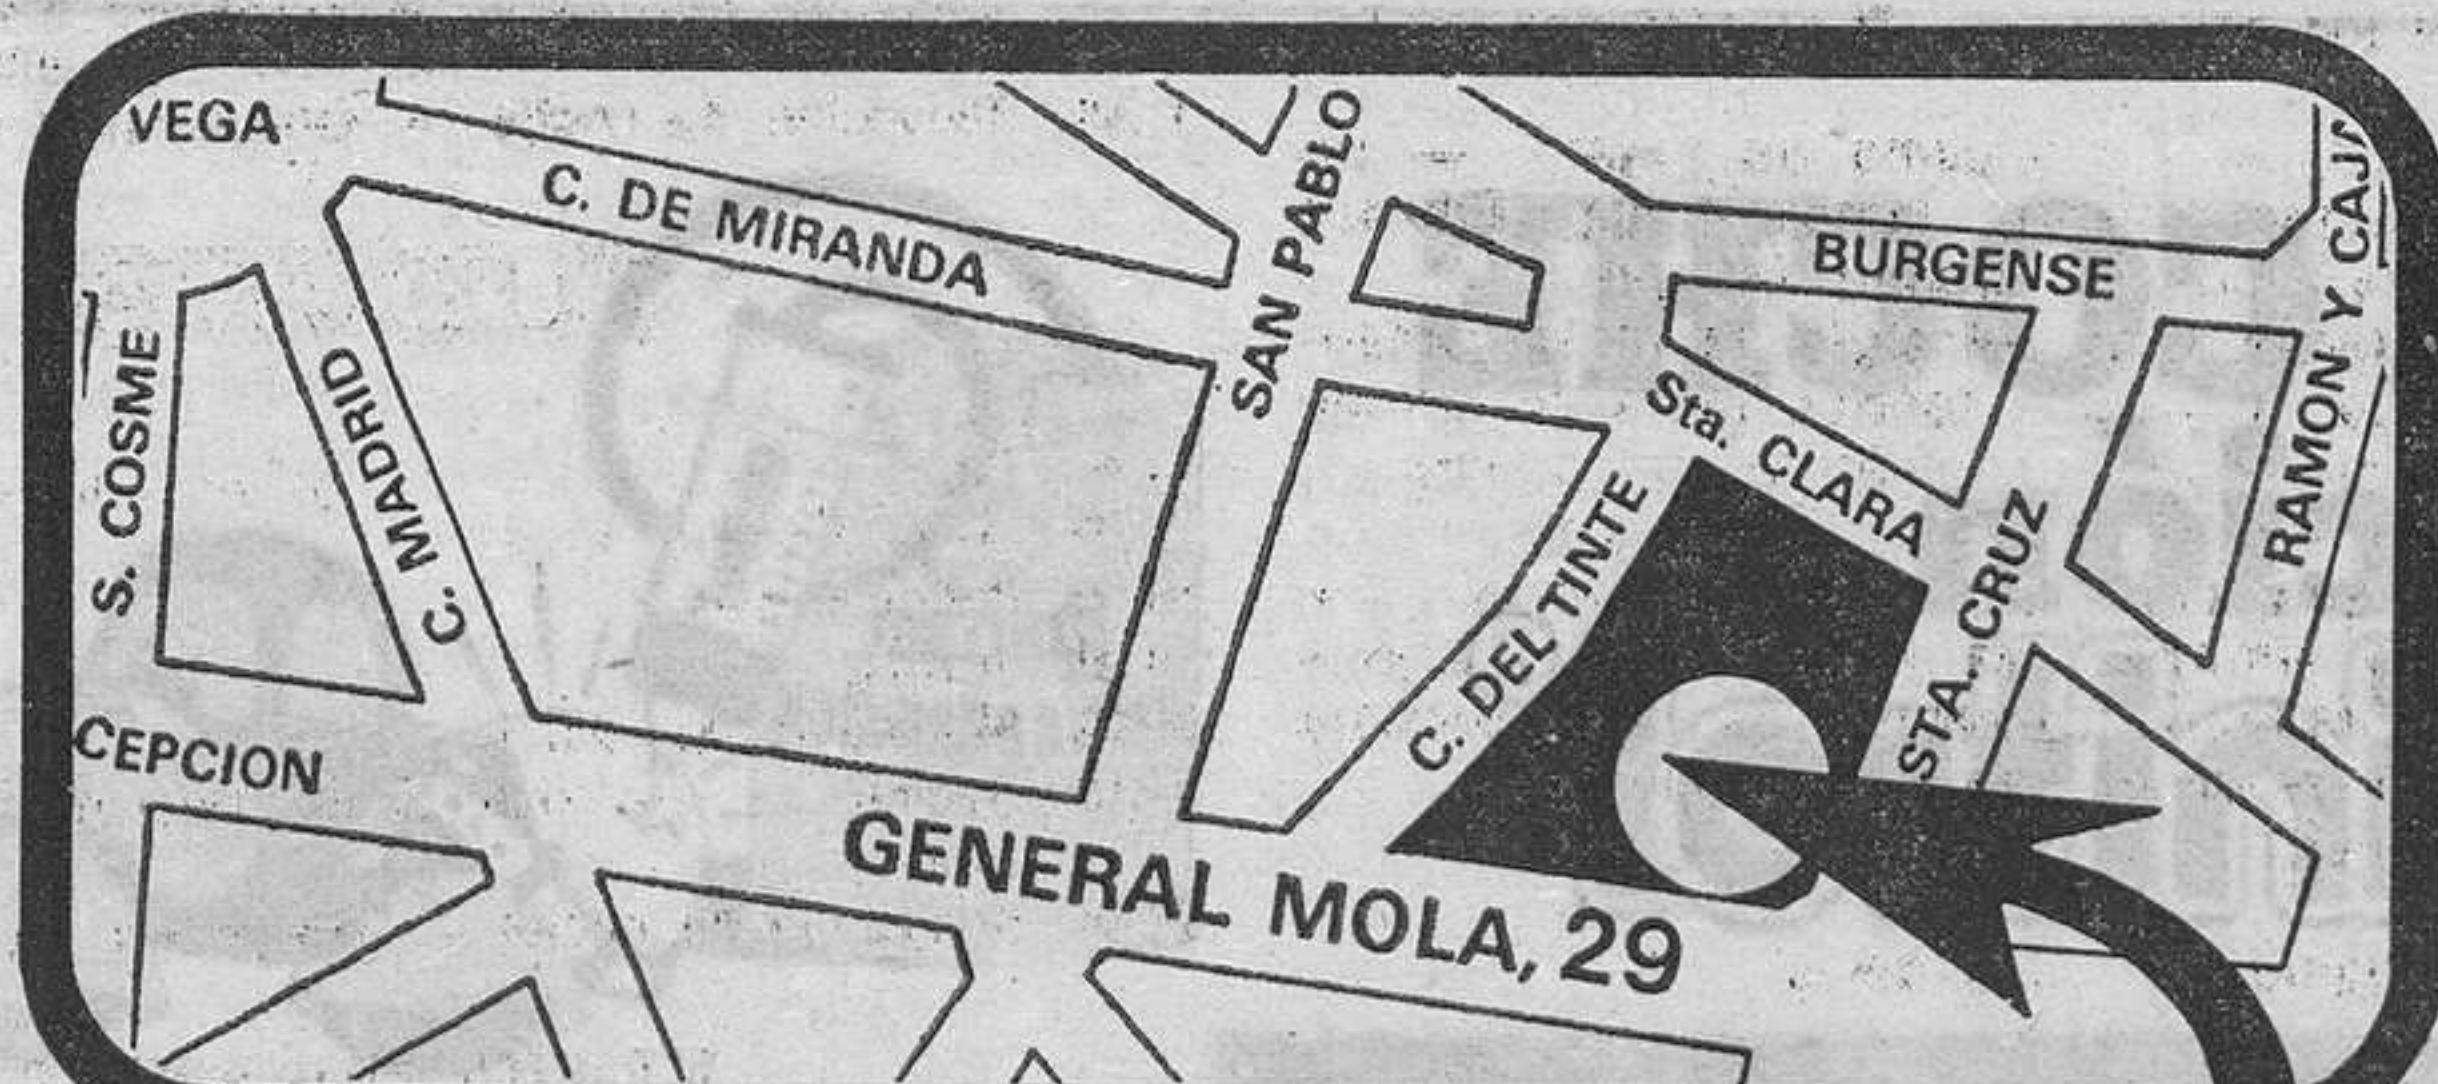 VEGA
C. DE MIRANDA
SAN PABLO
BURGENSE
RAMON Y CAJA
S. COSME
C. MADRID
Sta. CLARA
C. DEL TINTE
STA. CRUZ
CEPCION
GENERAL MOLA, 29